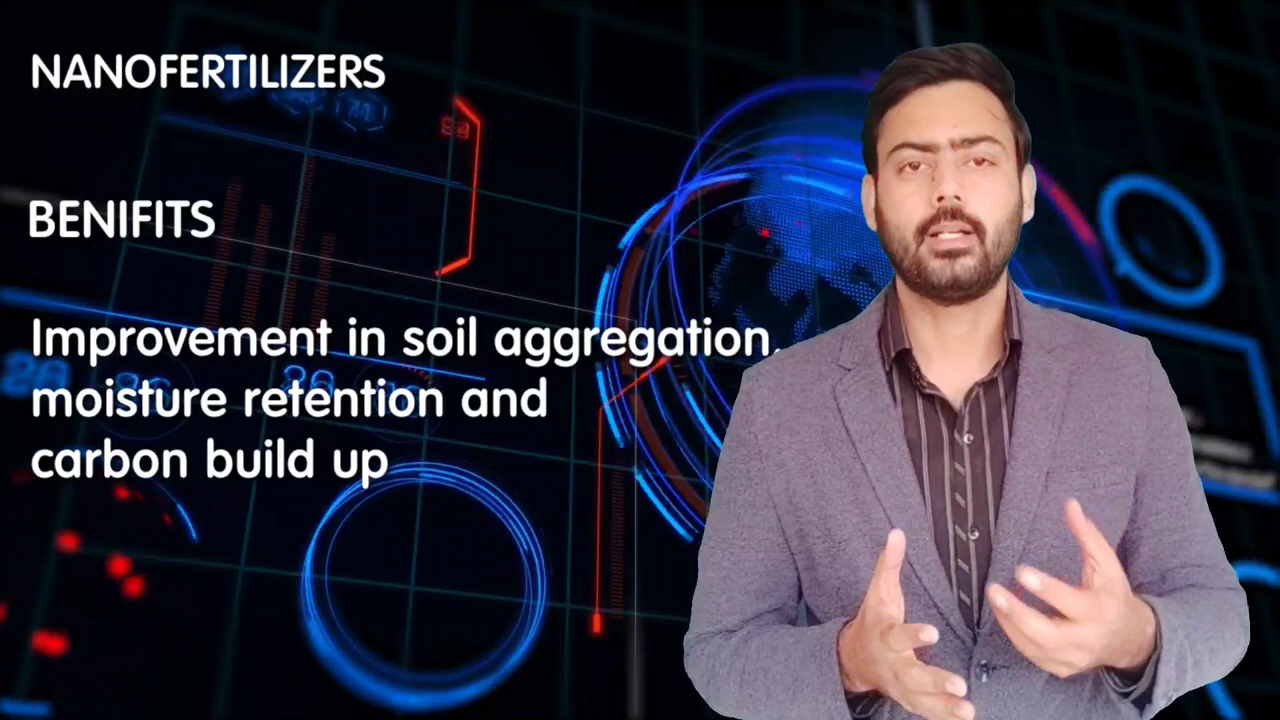 NANOFERTILIZERS
BENIFITS
Improvement in soil aggregation,
moisture retention and
carbon build up